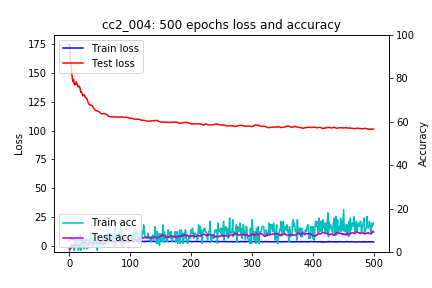 cc2_004: 500 epochs loss and accuracy
Train loss
Test loss
Train acc
Test acc
Loss
Accuracy
175
150
125
100
75
50
25
0
100
80
60
40
20
0
0
100
200
300
400
500